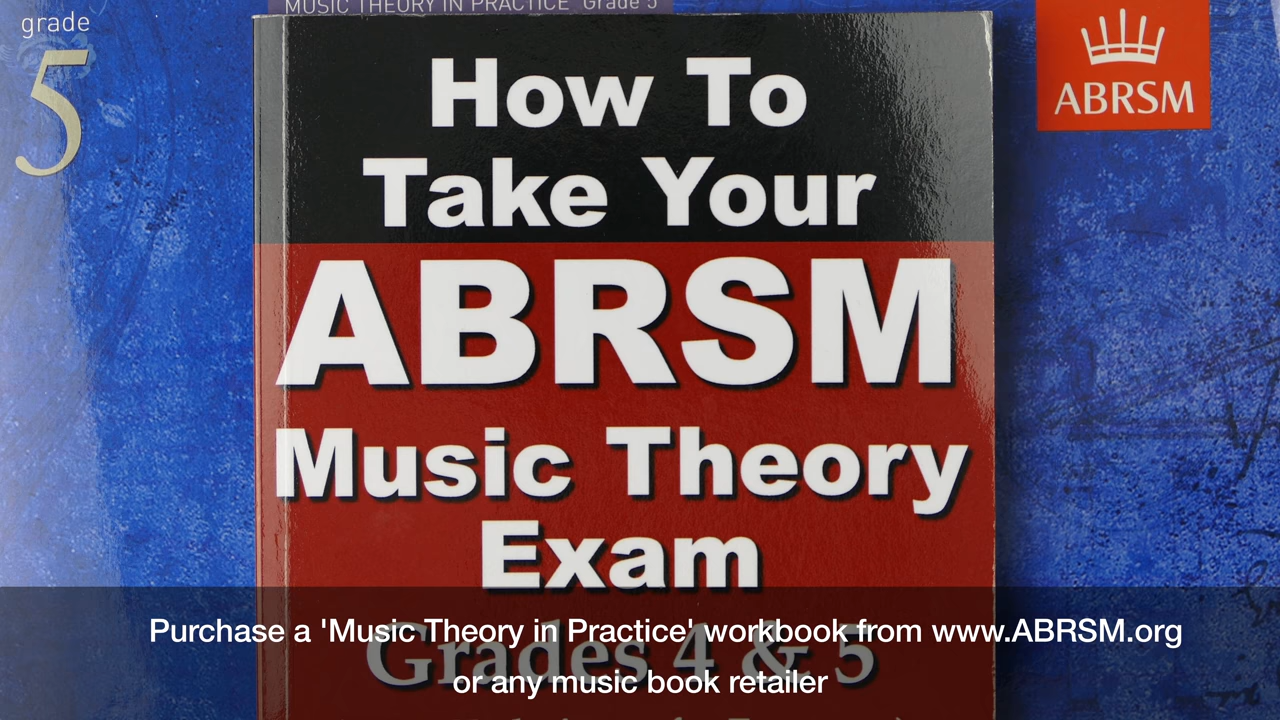 MUSIC THEORY IN PRACTICE Grade 5
grade
5
ABRSM
How To
Take Your
ABRSM
Music Theory
Exam
Grades 4 & 5
Purchase a 'Music Theory in Practice' workbook from www.ABRSM.org
or any music book retailer